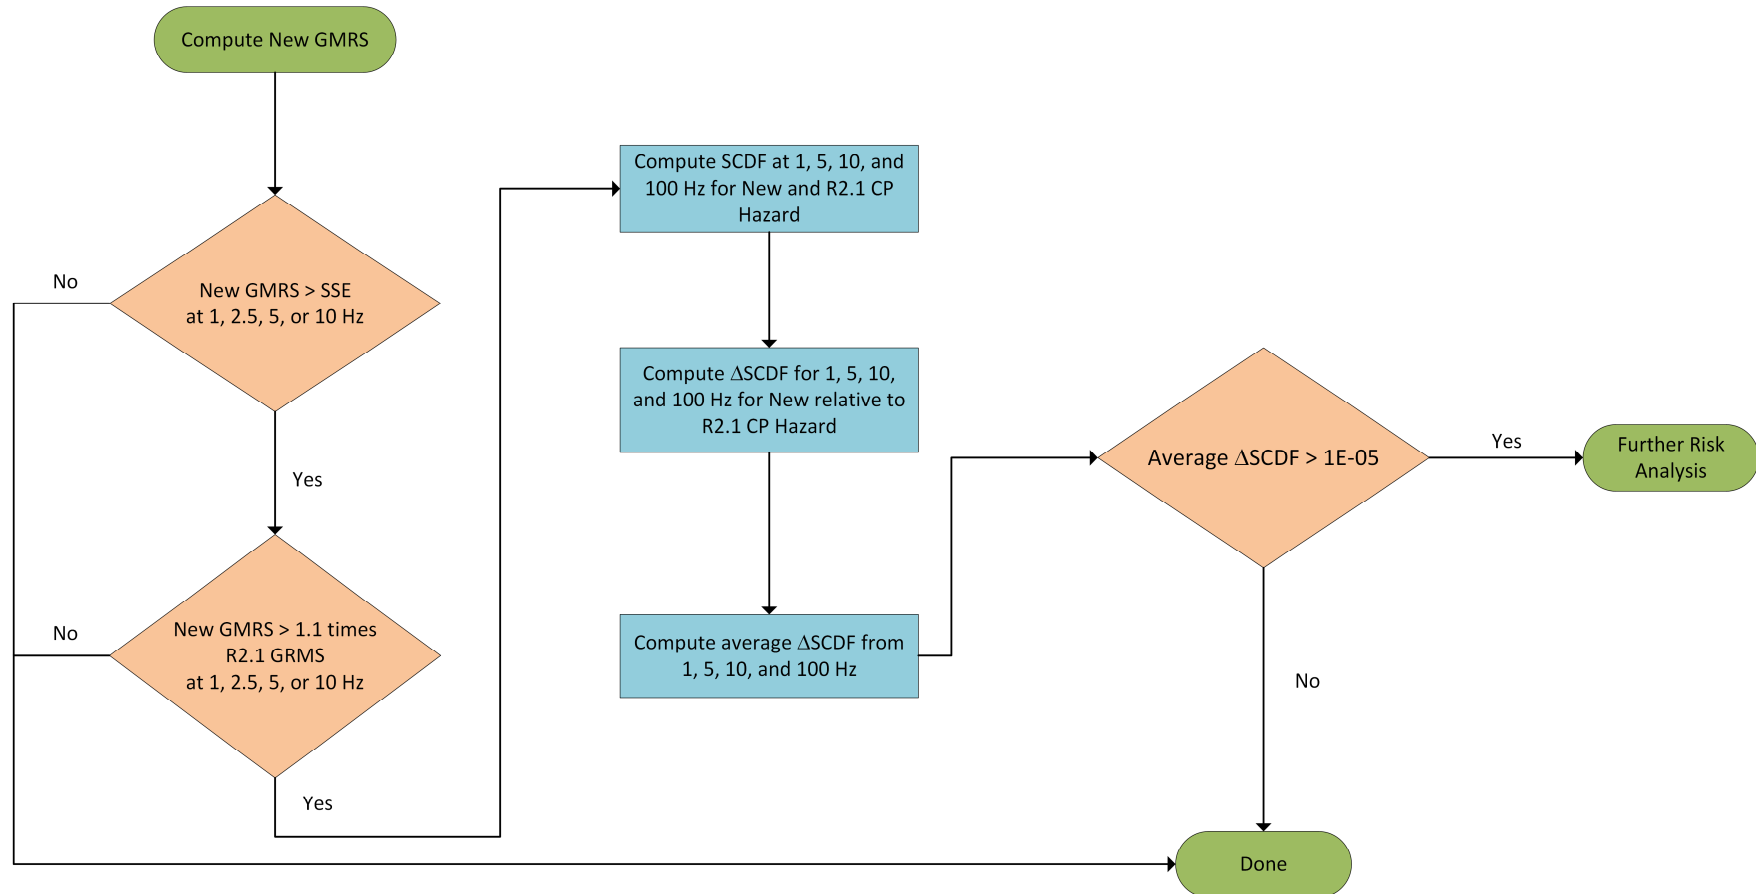 Compute New GMRS
No
New GMRS > SSE
at 1, 2.5, 5, or 10 Hz
Yes
No
New GMRS > 1.1 times
R2.1 GRMS
at 1, 2.5, 5, or 10 Hz
Yes
Compute SCDF at 1, 5, 10, and
100 Hz for New and R2.1 CP
Hazard
Compute ΔSCDF for 1, 5, 10,
and 100 Hz for New relative to
R2.1 CP Hazard
Compute average ΔSCDF from
1, 5, 10, and 100 Hz
Average ΔSCDF > 1E-05
Yes
Further Risk
Analysis
No
Done